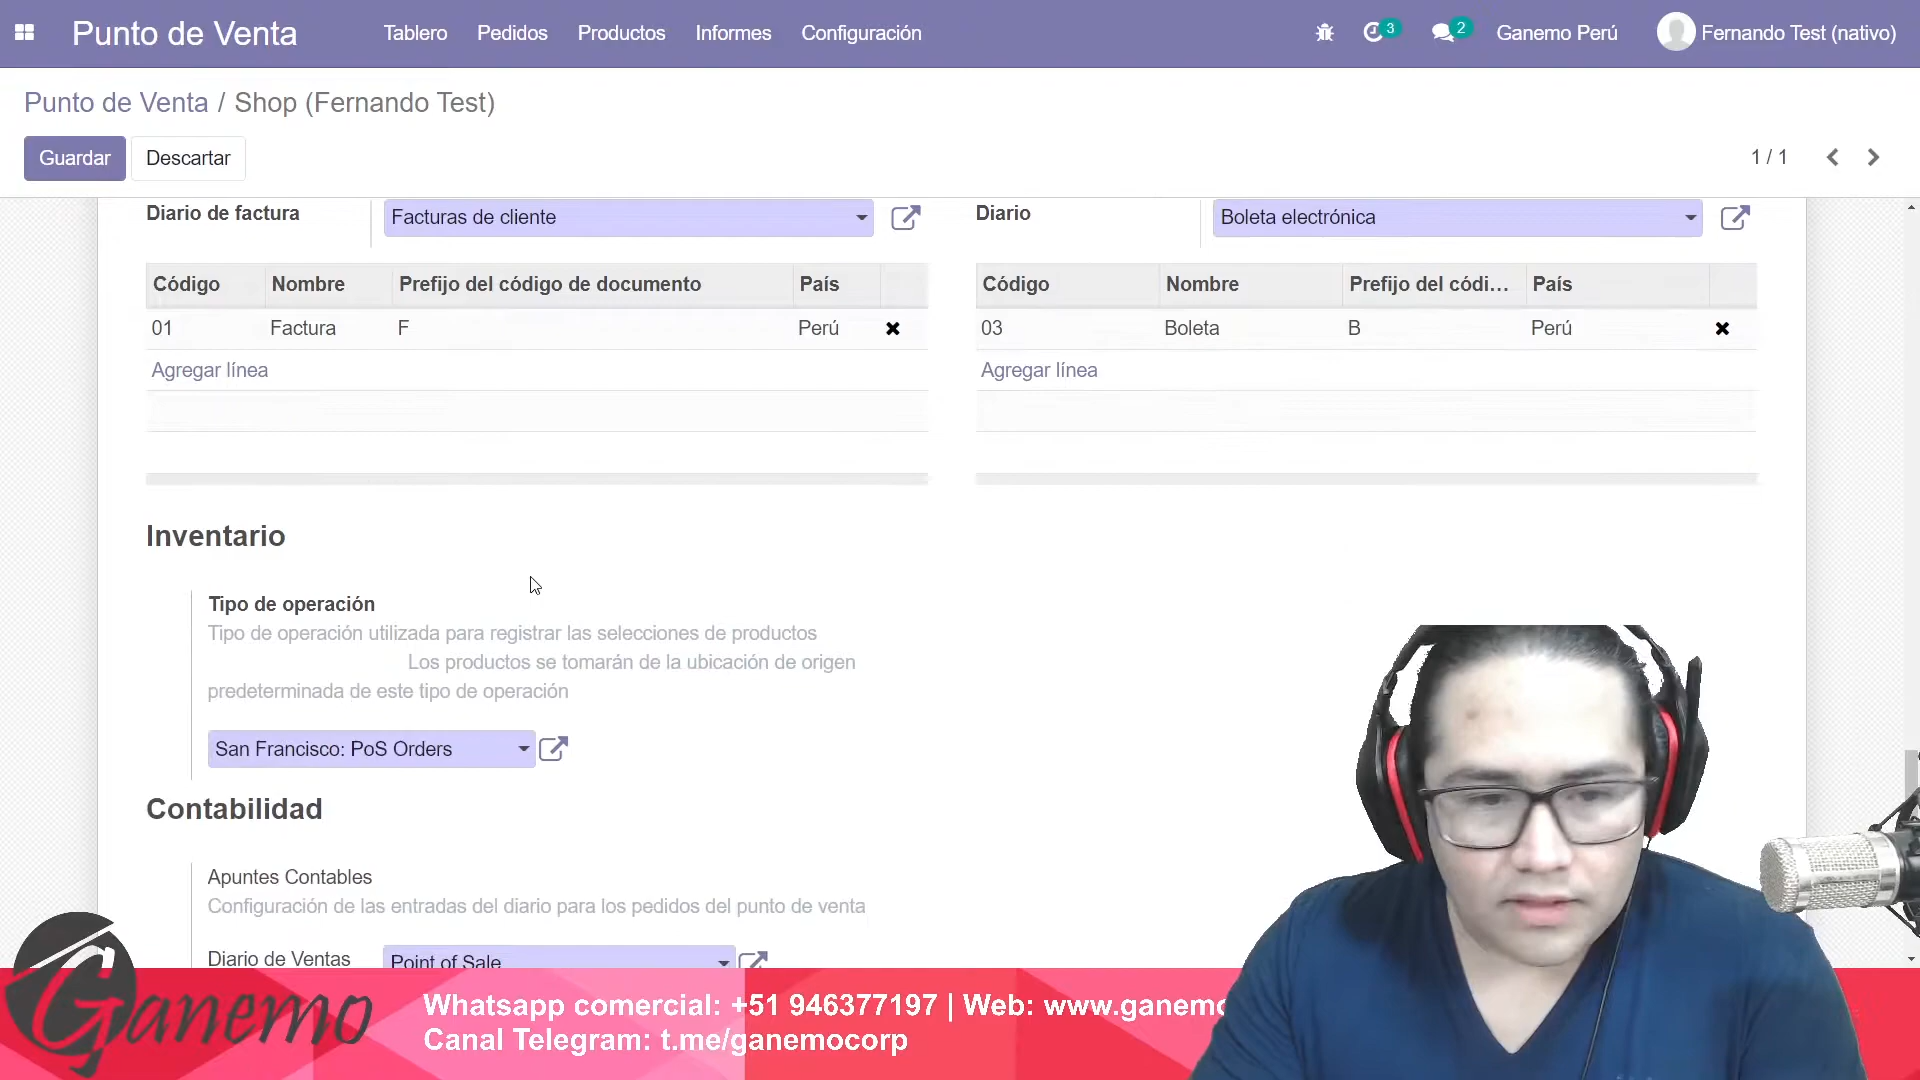 Punto de Venta
Tablero
Pedidos
Productos
Informes
Configuración
3
2
Ganemo Perú
Fernando Test (nativo)
Punto de Venta / Shop (Fernando Test)
Guardar
Descartar
1 / 1
Diario de factura
Facturas de cliente
Código Nombre Prefijo del código de documento País
01 Factura F Perú
Agregar línea
Diario
Boleta electrónica
Código Nombre Prefijo del códi... País
03 Boleta B Perú
Agregar línea
Inventario
Tipo de operación
Tipo de operación utilizada para registrar las selecciones de productos
Los productos se tomarán de la ubicación de origen
predeterminada de este tipo de operación
San Francisco: PoS Orders
Contabilidad
Apuntes Contables
Configuración de las entradas del diario para los pedidos del punto de venta
Diario de Ventas
Point of Sale
Ganemo
Whatsapp comercial: +51 946377197 | Web: www.ganemo
Canal Telegram: t.me/ganemocorp